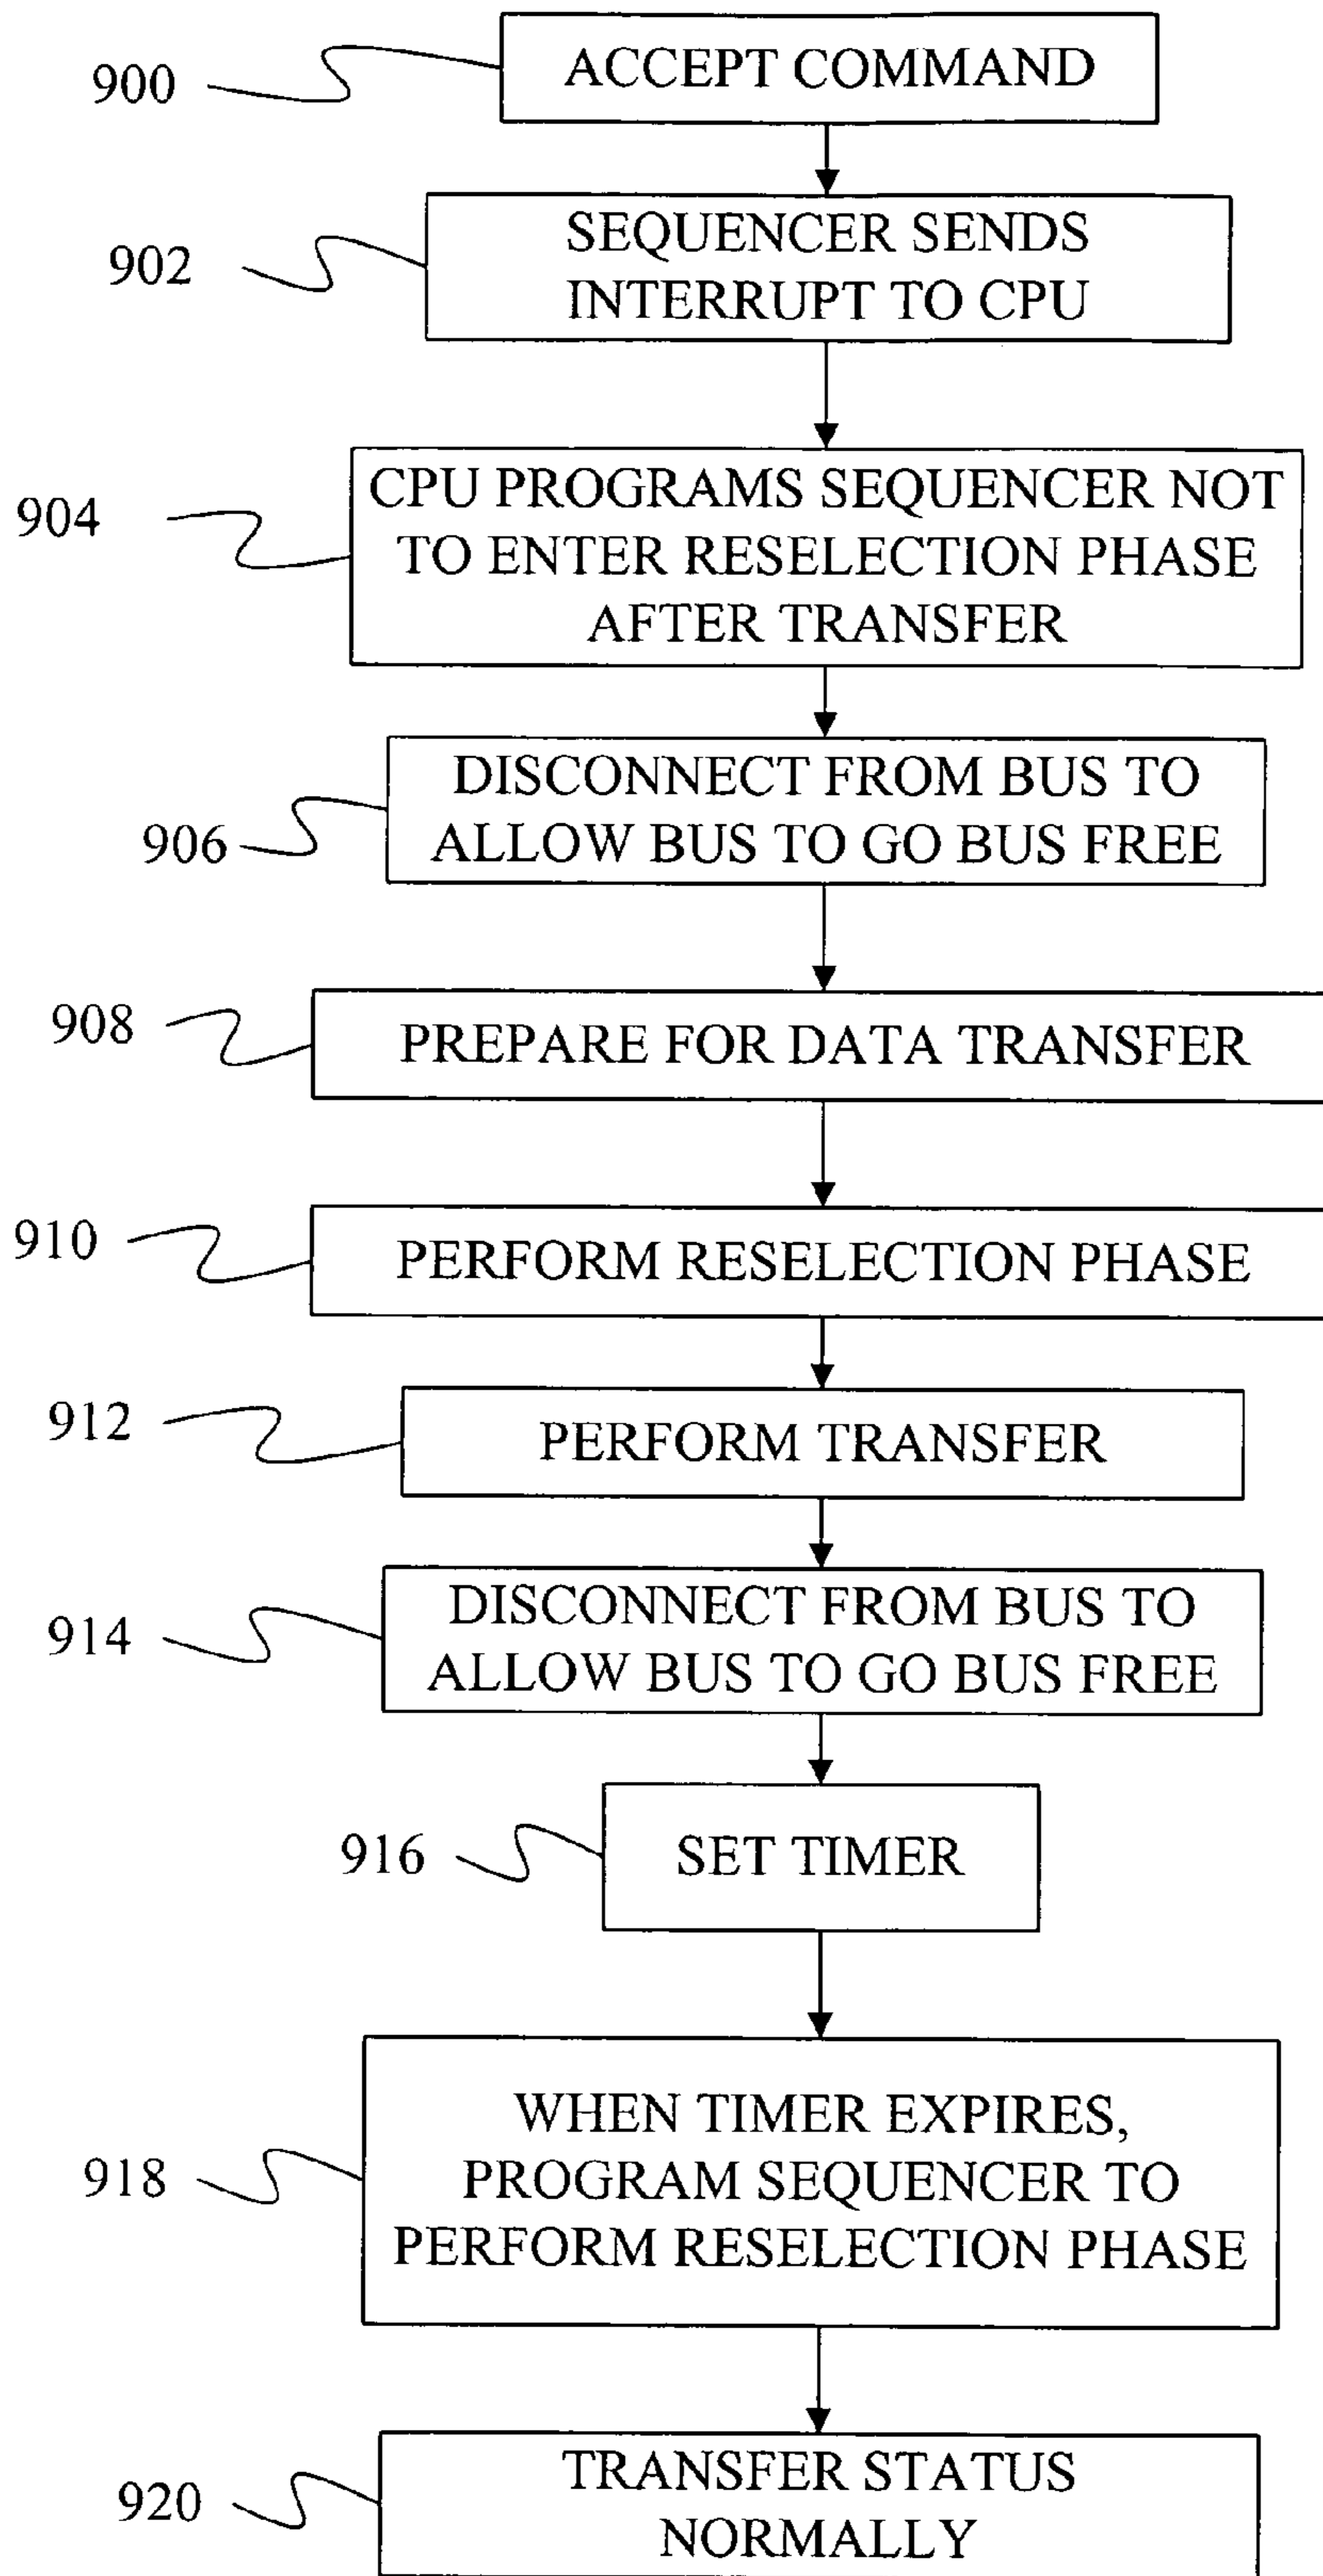 900
ACCEPT COMMAND
902
SEQUENCER SENDS
INTERRUPT TO CPU
904
CPU PROGRAMS SEQUENCER NOT
TO ENTER RESELECTION PHASE
AFTER TRANSFER
906
DISCONNECT FROM BUS TO
ALLOW BUS TO GO BUS FREE
908
PREPARE FOR DATA TRANSFER
910
PERFORM RESELECTION PHASE
912
PERFORM TRANSFER
914
DISCONNECT FROM BUS TO
ALLOW BUS TO GO BUS FREE
916
SET TIMER
918
WHEN TIMER EXPIRES,
PROGRAM SEQUENCER TO
PERFORM RESELECTION PHASE
920
TRANSFER STATUS
NORMALLY